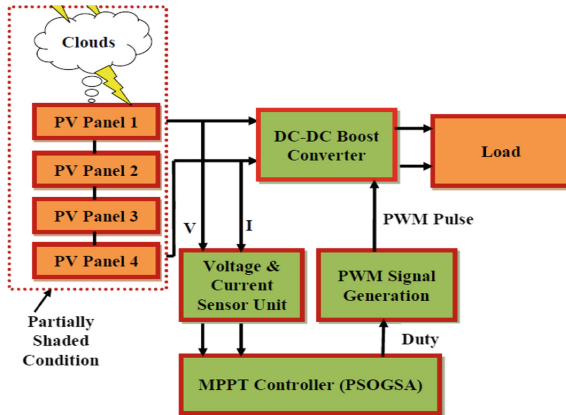 Clouds
PV Panel 1
PV Panel 2
PV Panel 3
PV Panel 4
Partially
Shaded
Condition
DC-DC Boost
Converter
Load
V
I
PWM Pulse
Voltage &
Current
Sensor Unit
PWM Signal
Generation
Duty
MPPT Controller (PSOGSA)